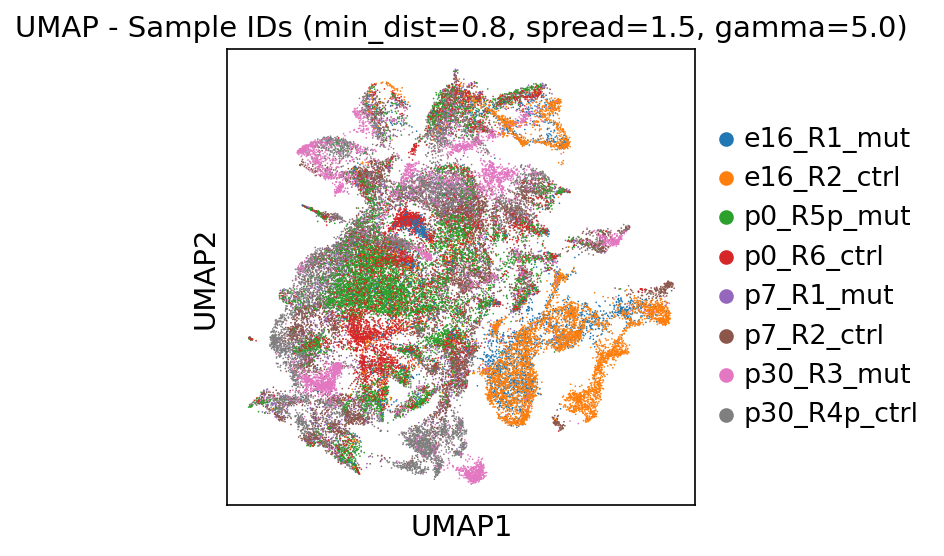 UMAP - Sample IDs (min_dist=0.8, spread=1.5, gamma=5.0)
UMAP2
e16_R1_mut
e16_R2_ctrl
p0_R5p_mut
p0_R6_ctrl
p7_R1_mut
p7_R2_ctrl
p30_R3_mut
p30_R4p_ctrl
UMAP1